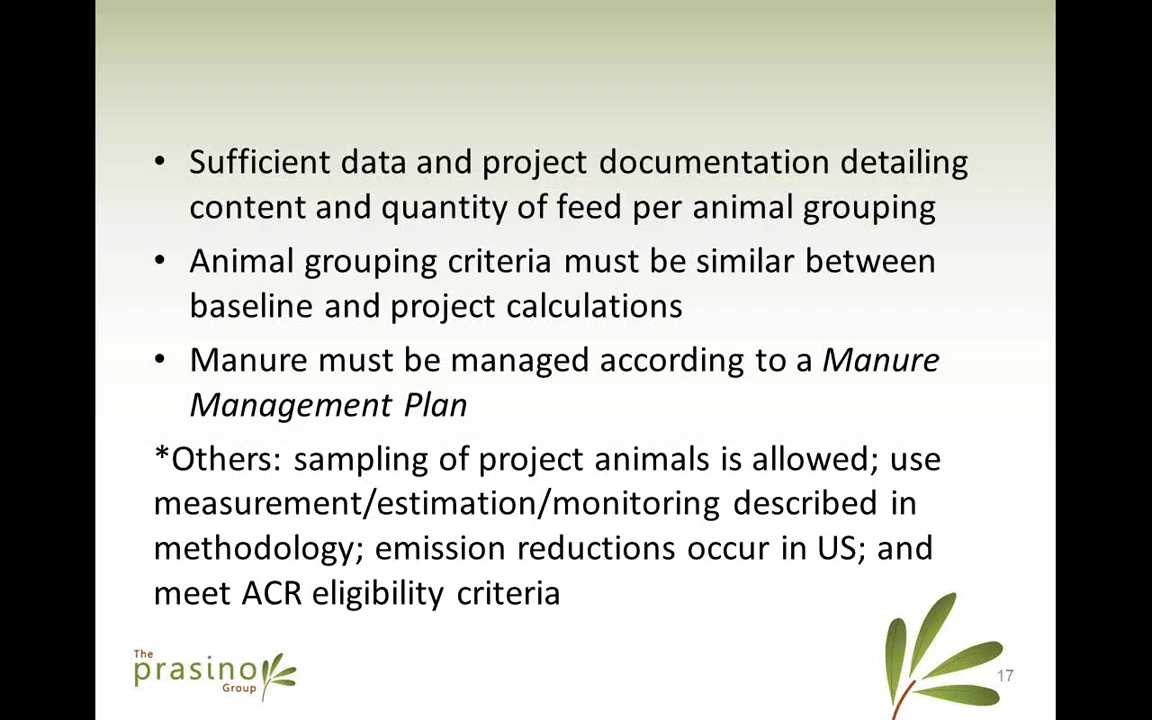 • Sufficient data and project documentation detailing
content and quantity of feed per animal grouping
• Animal grouping criteria must be similar between
baseline and project calculations
• Manure must be managed according to a Manure
Management Plan
*Others: sampling of project animals is allowed; use
measurement/estimation/monitoring described in
methodology; emission reductions occur in US; and
meet ACR eligibility criteria
The
prasino
Group
17